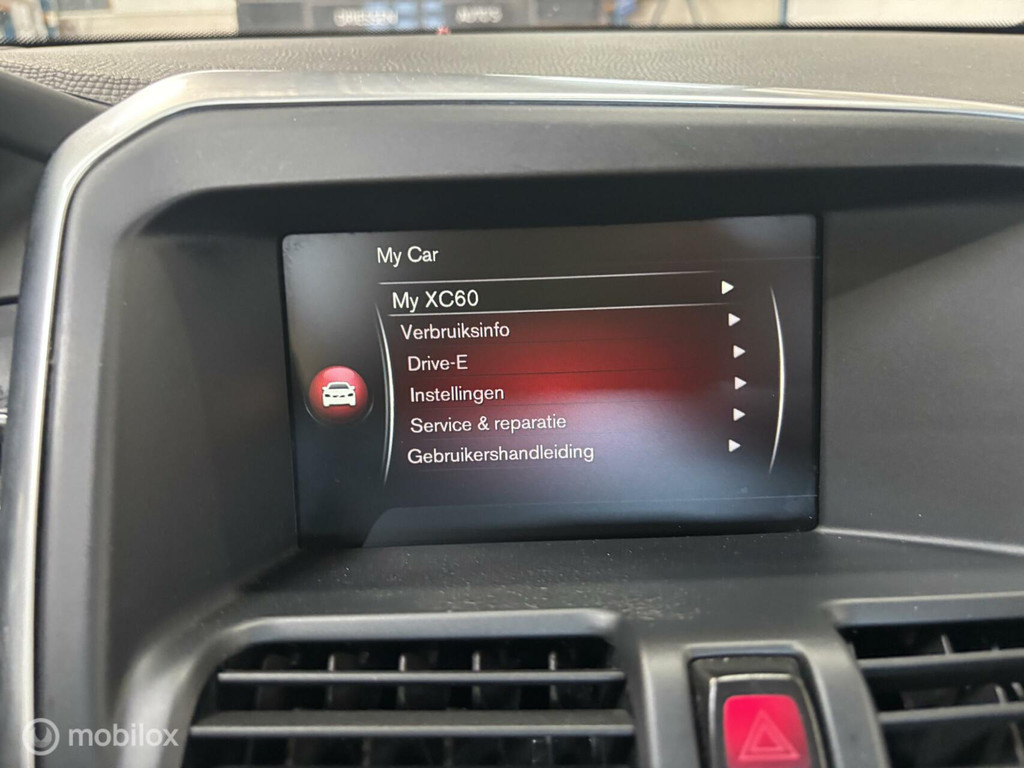 My Car
My XC60
Verbruiksinfo
Drive-E
Instellingen
Service & reparatie
Gebruikershandleiding
mobilox